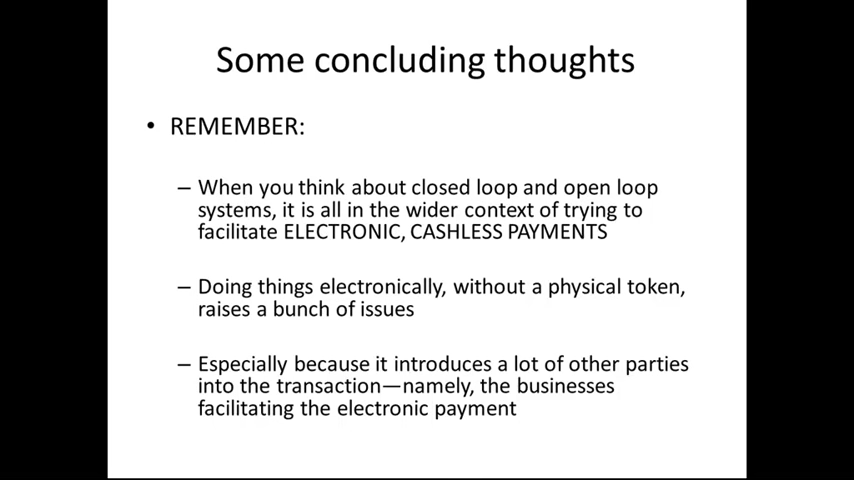 Some concluding thoughts
• REMEMBER:
– When you think about closed loop and open loop
systems, it is all in the wider context of trying to
facilitate ELECTRONIC, CASHLESS PAYMENTS
– Doing things electronically, without a physical token,
raises a bunch of issues
– Especially because it introduces a lot of other parties
into the transaction—namely, the businesses
facilitating the electronic payment